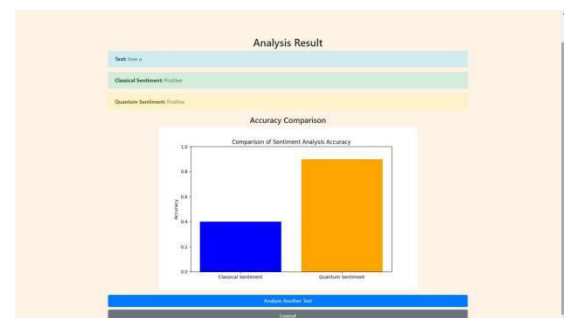 Analysis Result
Text: love u
Classical Sentiment: Positive
Quantum Sentiment: Positive
Accuracy Comparison
Comparison of Sentiment Analysis Accuracy
1.0
0.8
0.6
0.4
0.2
0.0
Accuracy
Classical Sentiment
Quantum Sentiment
Analyze Another Text
Logout